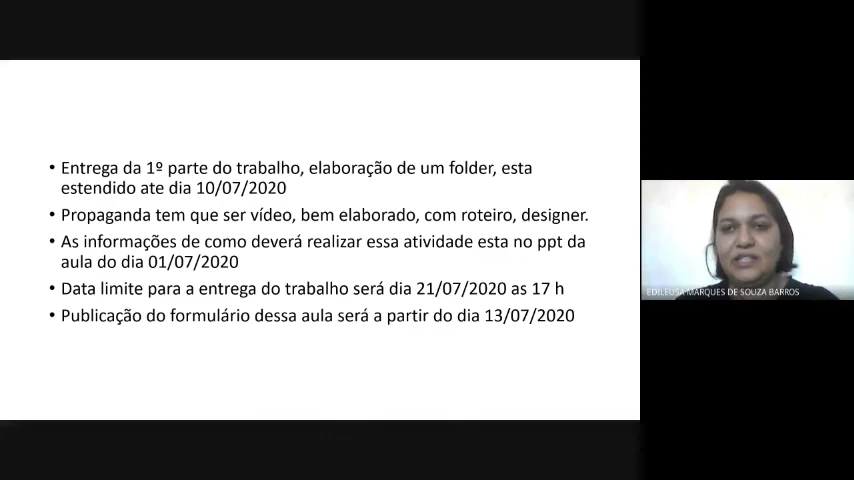 • Entrega da 1º parte do trabalho, elaboração de um folder, esta
estendido ate dia 10/07/2020
• Propaganda tem que ser vídeo, bem elaborado, com roteiro, designer.
• As informações de como deverá realizar essa atividade esta no ppt da
aula do dia 01/07/2020
• Data limite para a entrega do trabalho será dia 21/07/2020 as 17 h
• Publicação do formulário dessa aula será a partir do dia 13/07/2020
EDILEUSA MARQUES DE SOUZA BARROS